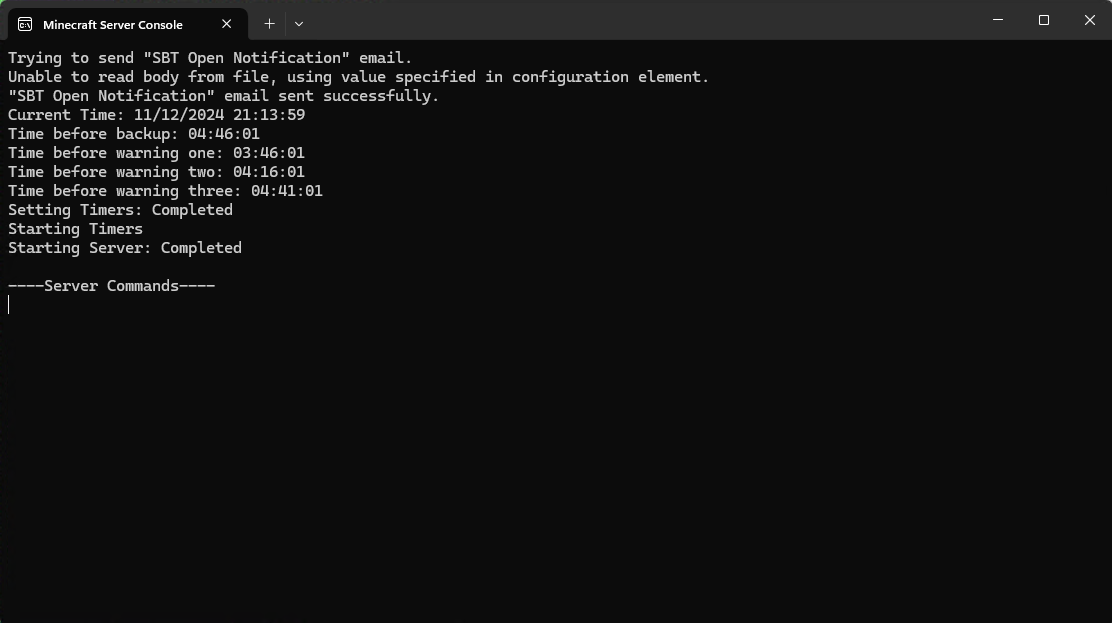 Minecraft Server Console
Trying to send "SBT Open Notification" email.
Unable to read body from file, using value specified in configuration element.
"SBT Open Notification" email sent successfully.
Current Time: 11/12/2024 21:13:59
Time before backup: 04:46:01
Time before warning one: 03:46:01
Time before warning two: 04:16:01
Time before warning three: 04:41:01
Setting Timers: Completed
Starting Timers
Starting Server: Completed
----Server Commands----